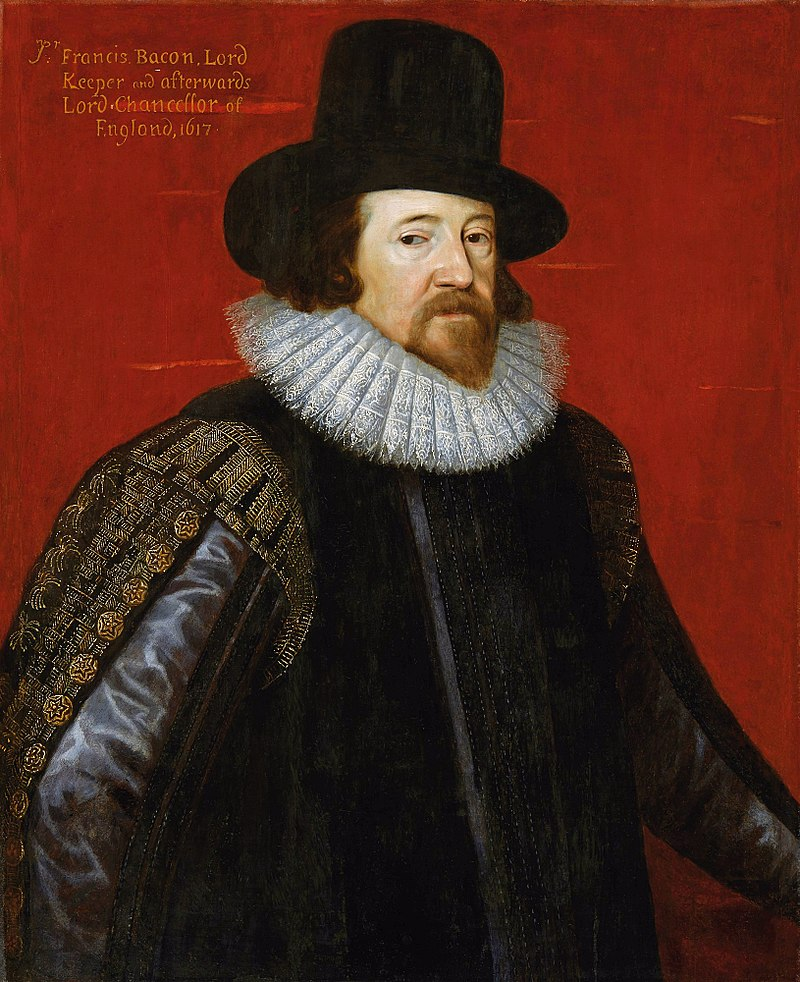 Sr. Francis. Bacon, Lord
Keeper and afterwards
Lord·Chancellor of
England, 1617·